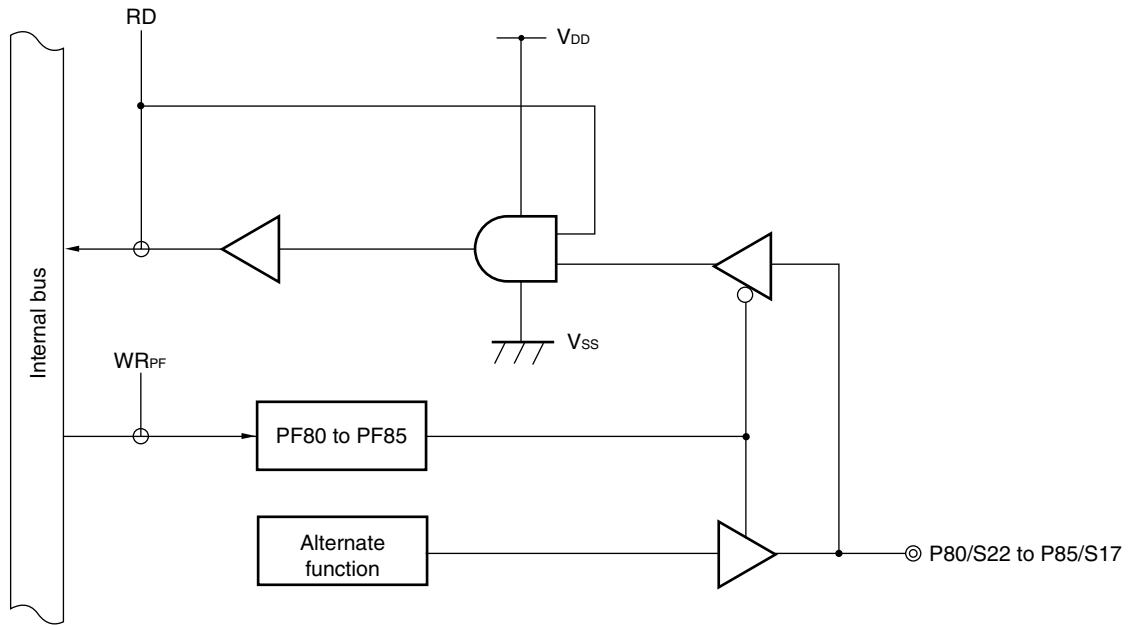 RD
VDD
Internal bus
VSS
WRPF
PF80 to PF85
Alternate
function
P80/S22 to P85/S17